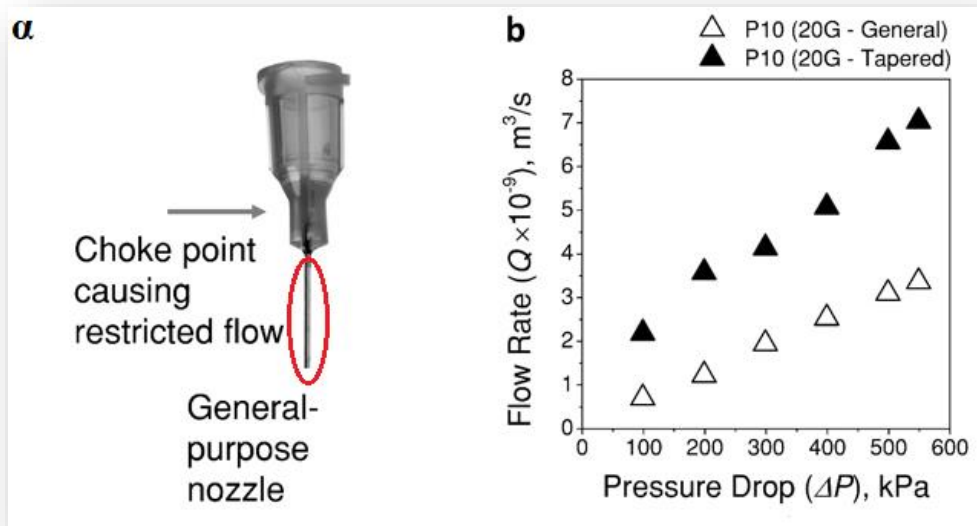 α
Choke point
causing
restricted flow
General-
purpose
nozzle
b
△ P10 (20G - General)
▲ P10 (20G - Tapered)
Flow Rate (Q ×10⁻⁹), m³/s
8
7
6
5
4
3
2
1
0
0 100 200 300 400 500 600
Pressure Drop (ΔP), kPa